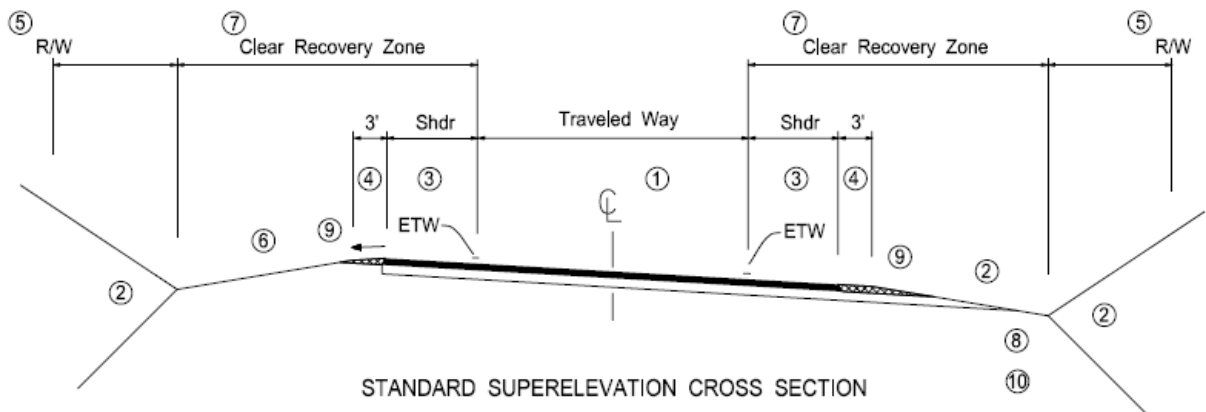 ⑤ ⑦ ⑦ ⑤
R/W Clear Recovery Zone Clear Recovery Zone R/W
3' Shdr Traveled Way Shdr 3'
④ ③ ① ③ ④
℄
⑨ ETW ETW
⑥ ⑨ ②
② ②
⑧
⑩
STANDARD SUPERELEVATION CROSS SECTION